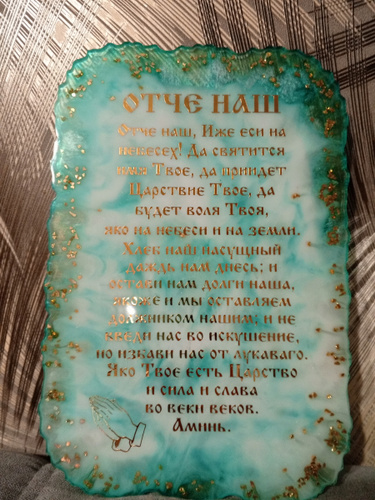 ОТЧЕ НАШ
Отче наш, Иже еси на
небесех! Да святится
имя Твое, да приидет
Царствие Твое, да
будет воля Твоя,
яко на небеси и на земли.
Хлеб наш насущный
даждь нам днесь; и
остави нам долги наша,
якоже и мы оставляем
должником нашим; и не
введи нас во искушение,
но избави нас от лукаваго.
Яко Твое есть Царство
и сила и слава
во веки веков.
Аминь.